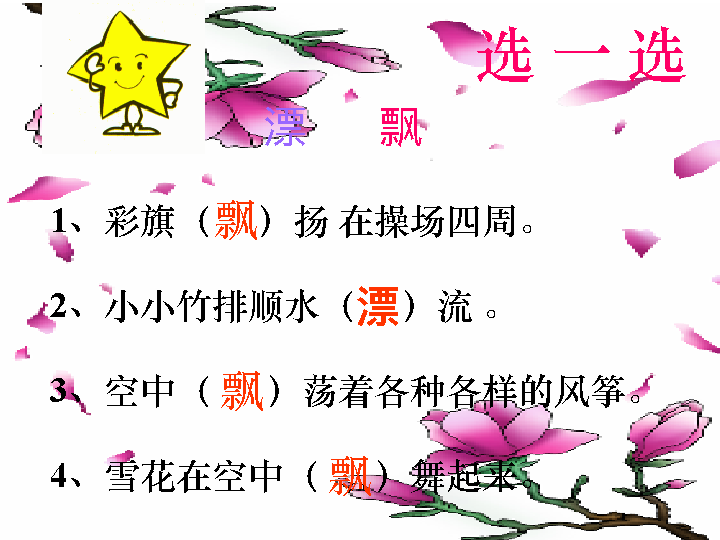 选一选
漂 飘
1、彩旗（飘）扬 在操场四周。
2、小小竹排顺水（漂）流 。
3、空中（ 飘）荡着各种各样的风筝。
4、雪花在空中（ 飘）舞起来。